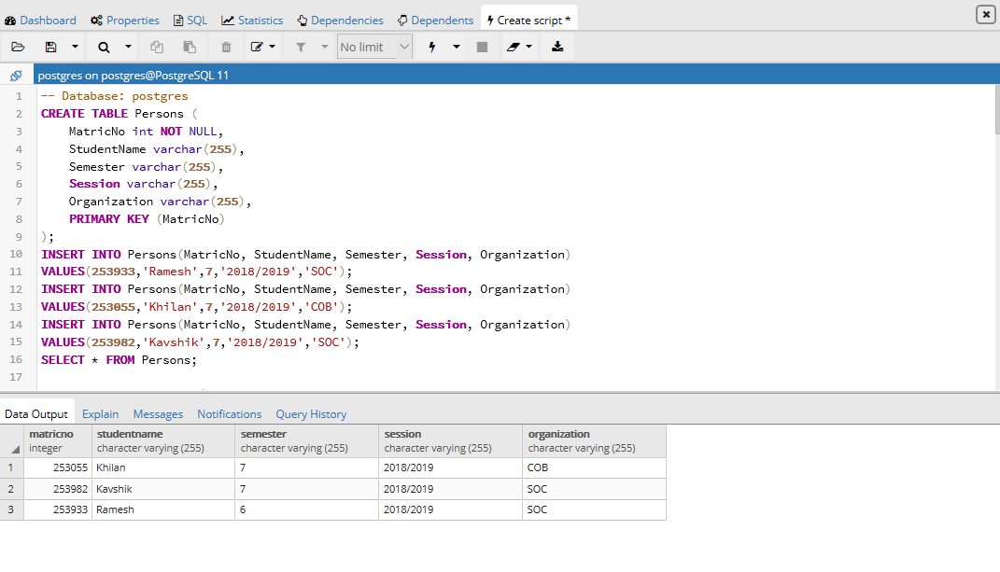 Dashboard Properties SQL Statistics Dependencies Dependents Create script *
No limit
postgres on postgres@PostgreSQL 11
1 -- Database: postgres
2 CREATE TABLE Persons (
3 MatricNo int NOT NULL,
4 StudentName varchar(255),
5 Semester varchar(255),
6 Session varchar(255),
7 Organization varchar(255),
8 PRIMARY KEY (MatricNo)
9 );
10 INSERT INTO Persons(MatricNo, StudentName, Semester, Session, Organization)
11 VALUES(253933,'Ramesh',7,'2018/2019','SOC');
12 INSERT INTO Persons(MatricNo, StudentName, Semester, Session, Organization)
13 VALUES(253055,'Khilan',7,'2018/2019','COB');
14 INSERT INTO Persons(MatricNo, StudentName, Semester, Session, Organization)
15 VALUES(253982,'Kavshik',7,'2018/2019','SOC');
16 SELECT * FROM Persons;
17
Data Output Explain Messages Notifications Query History
matricno studentname semester session organization
integer character varying (255) character varying (255) character varying (255) character varying (255)
1 253055 Khilan 7 2018/2019 COB
2 253982 Kavshik 7 2018/2019 SOC
3 253933 Ramesh 6 2018/2019 SOC